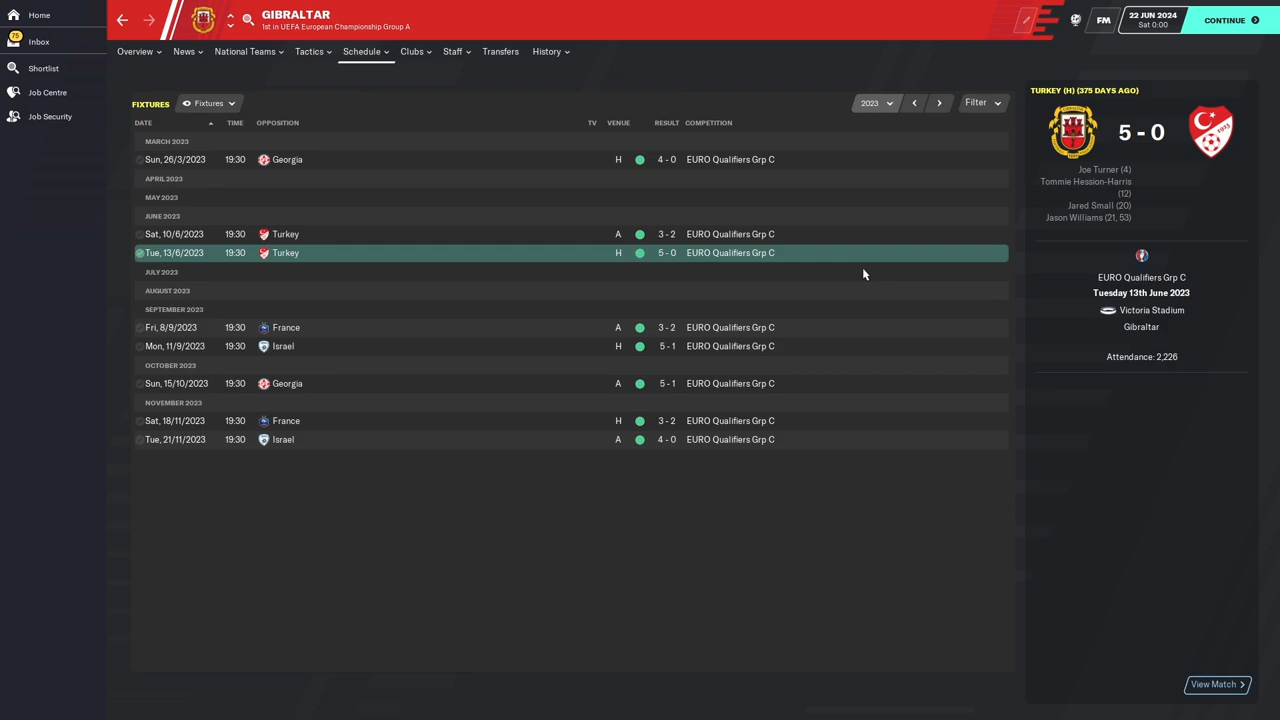 Home
75
Inbox
Shortlist
Job Centre
Job Security
GIBRALTAR
1st in UEFA European Championship Group A
FM
22 JUN 2024
Sat 0:00
CONTINUE
Overview
News
National Teams
Tactics
Schedule
Clubs
Staff
Transfers
History
FIXTURES
Fixtures
2023
Filter
DATE TIME OPPOSITION TV VENUE RESULT COMPETITION
MARCH 2023
Sun, 26/3/2023 19:30 Georgia H 4 - 0 EURO Qualifiers Grp C
APRIL 2023
MAY 2023
JUNE 2023
Sat, 10/6/2023 19:30 Turkey A 3 - 2 EURO Qualifiers Grp C
Tue, 13/6/2023 19:30 Turkey H 5 - 0 EURO Qualifiers Grp C
JULY 2023
AUGUST 2023
SEPTEMBER 2023
Fri, 8/9/2023 19:30 France A 3 - 2 EURO Qualifiers Grp C
Mon, 11/9/2023 19:30 Israel H 5 - 1 EURO Qualifiers Grp C
OCTOBER 2023
Sun, 15/10/2023 19:30 Georgia A 5 - 1 EURO Qualifiers Grp C
NOVEMBER 2023
Sat, 18/11/2023 19:30 France H 3 - 2 EURO Qualifiers Grp C
Tue, 21/11/2023 19:30 Israel A 4 - 0 EURO Qualifiers Grp C
TURKEY (H) (375 DAYS AGO)
5 - 0
Joe Turner (4)
Tommie Hession-Harris
(12)
Jared Small (20)
Jason Williams (21, 53)
EURO Qualifiers Grp C
Tuesday 13th June 2023
Victoria Stadium
Gibraltar
Attendance: 2,226
View Match